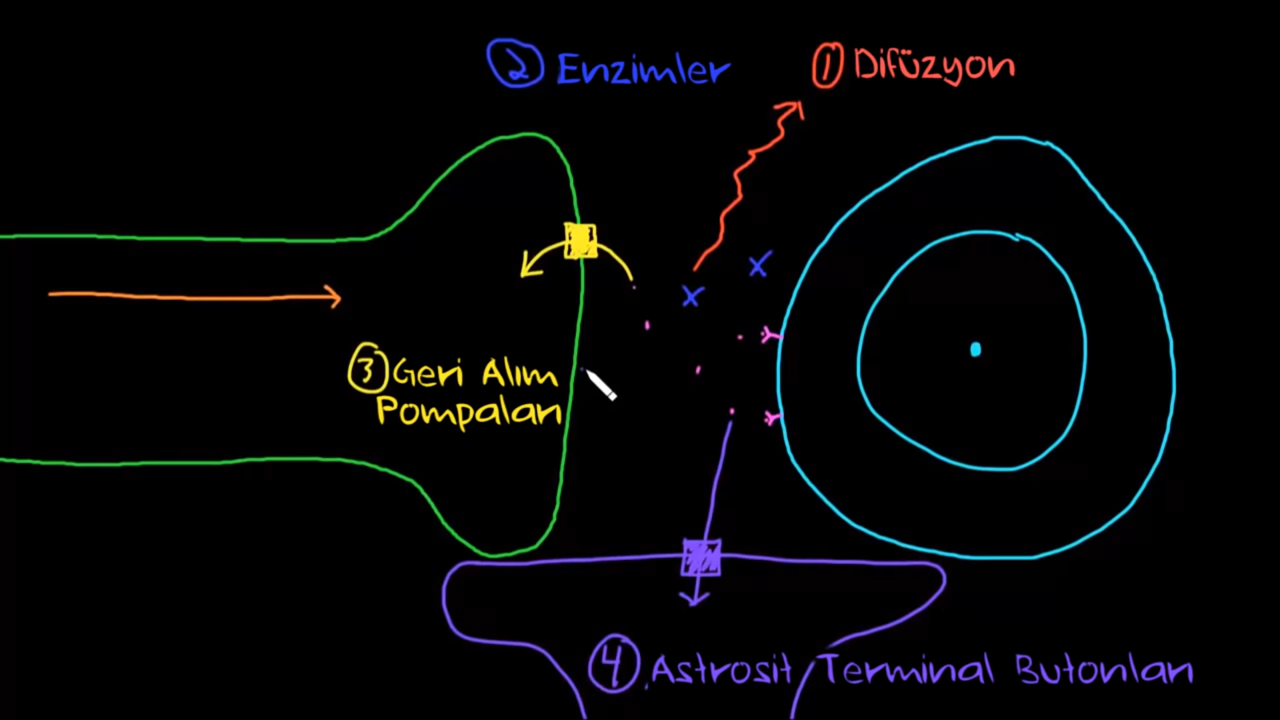 ② Enzimler
① Difüzyon
③ Geri Alım
Pompaları
④ Astrosit Terminal Butonları